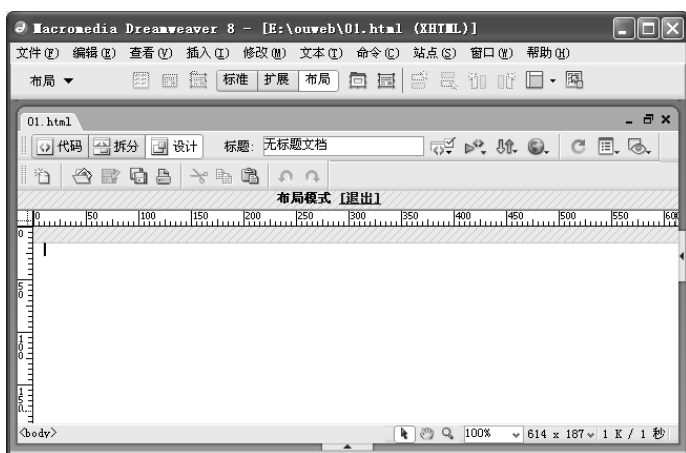 Macromedia Dreamweaver 8 - [E:\ouweb\01.html (XHTML)]
文件(F) 编辑(E) 查看(V) 插入(I) 修改(M) 文本(T) 命令(C) 站点(S) 窗口(W) 帮助(H)
布局 标准 扩展 布局
01.html
代码 拆分 设计 标题: 无标题文档
布局模式 [退出]
0 50 100 150 200 250 300 350 400 450 500 550 600
0
50
100
150
<body> 100% 614 x 187 1 K / 1 秒